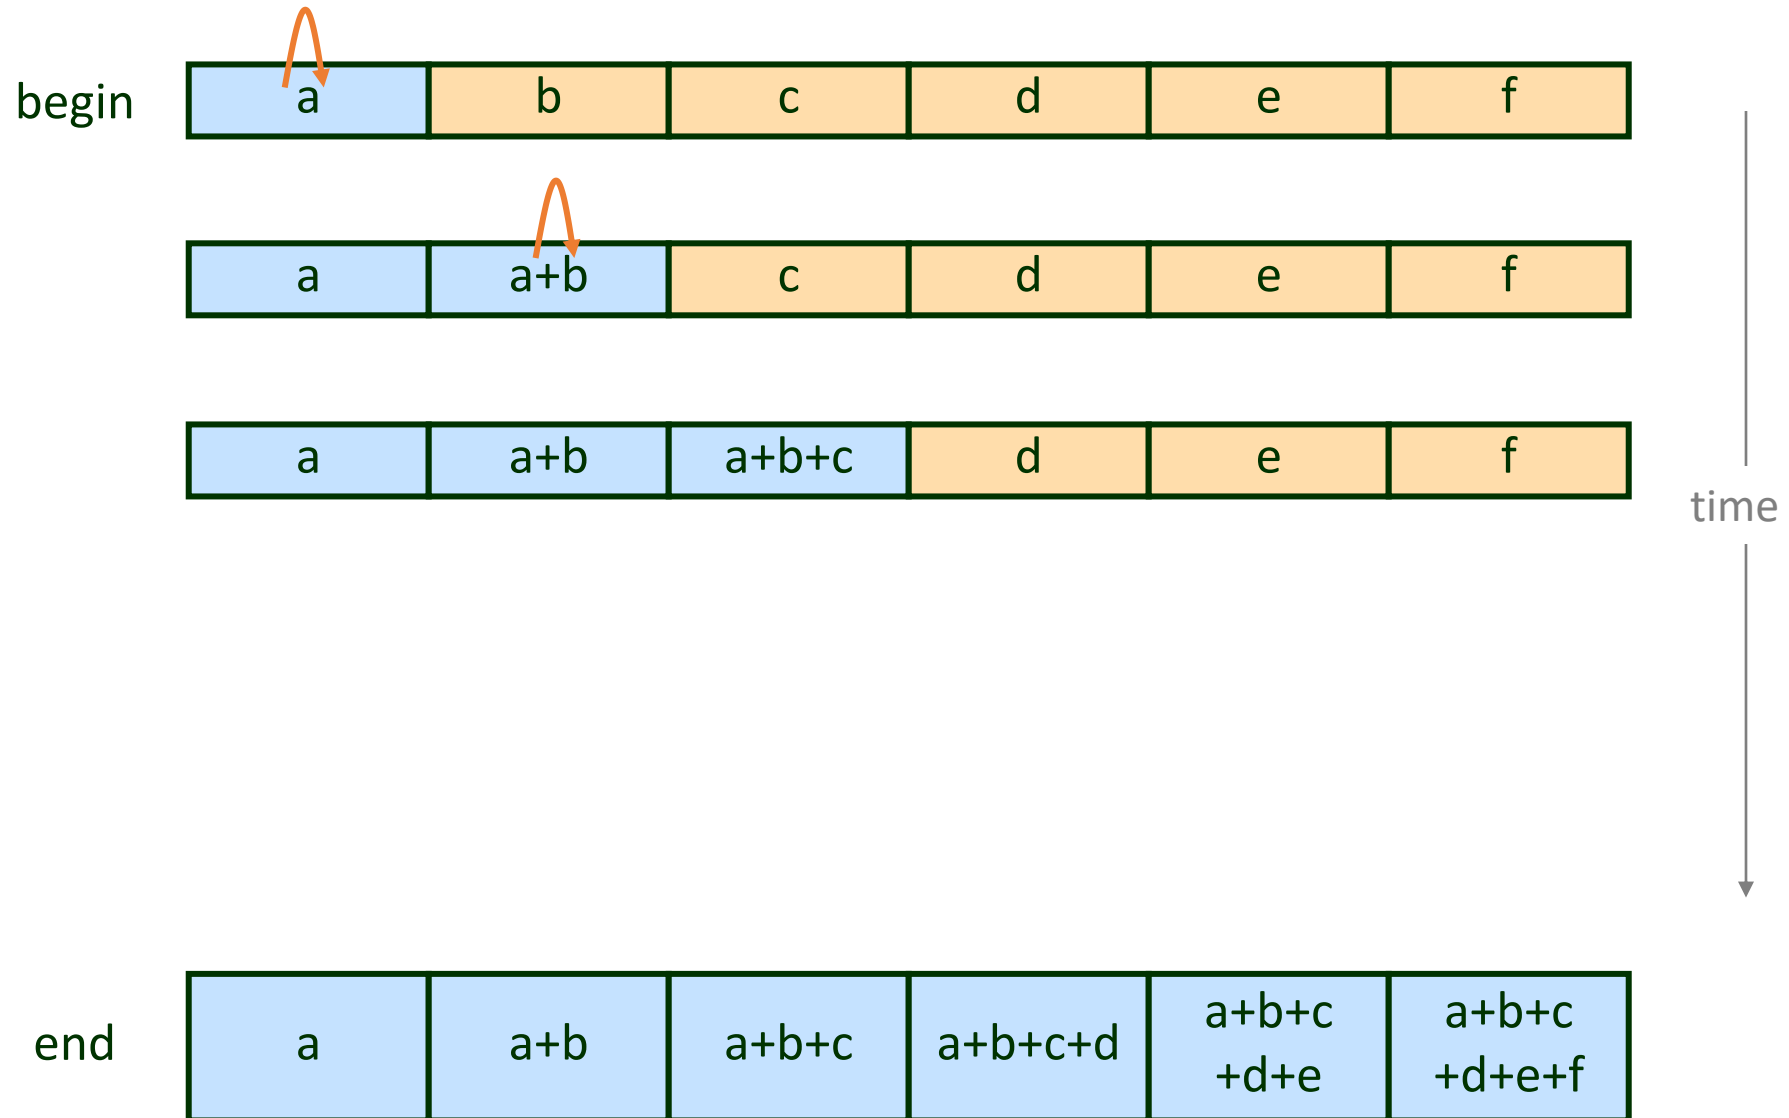 begin a b c d e f
a a+b c d e f
a a+b a+b+c d e f
time
end a a+b a+b+c a+b+c+d a+b+c +d+e a+b+c +d+e+f